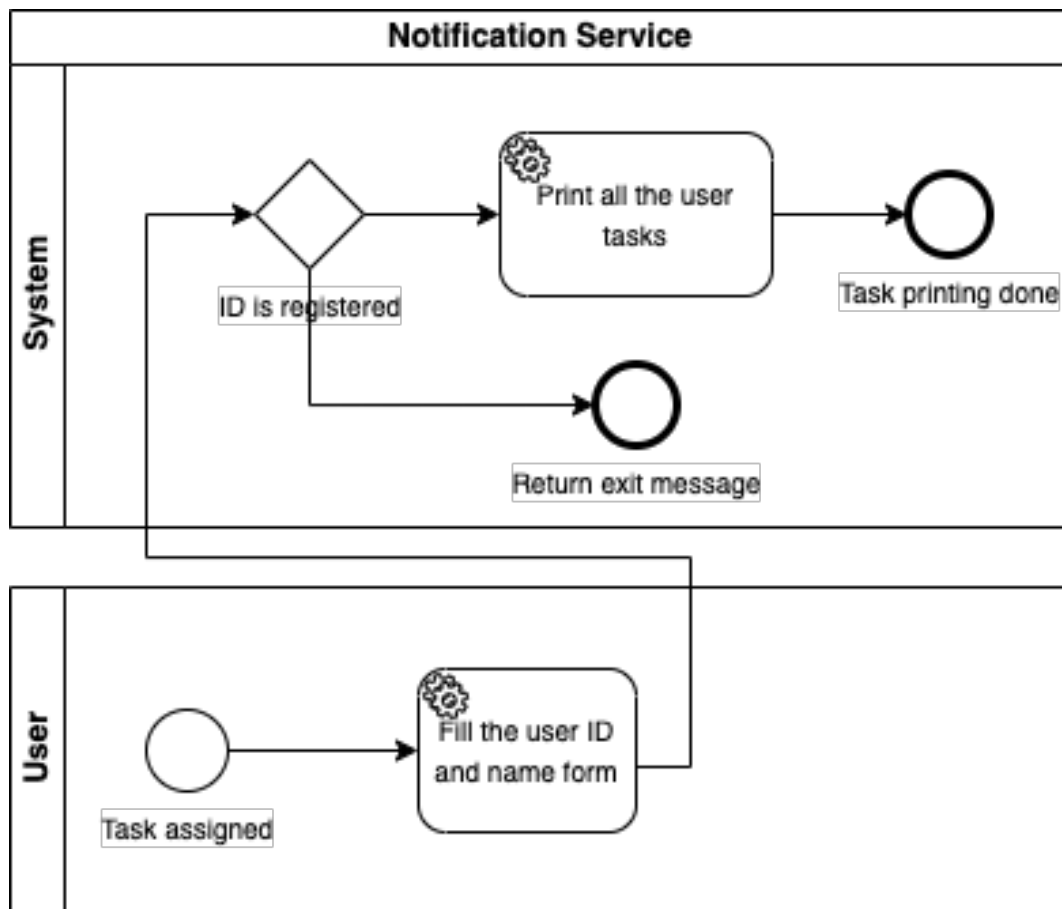 Notification Service
System
Print all the user
tasks
ID is registered
Task printing done
Return exit message
User
Fill the user ID
and name form
Task assigned